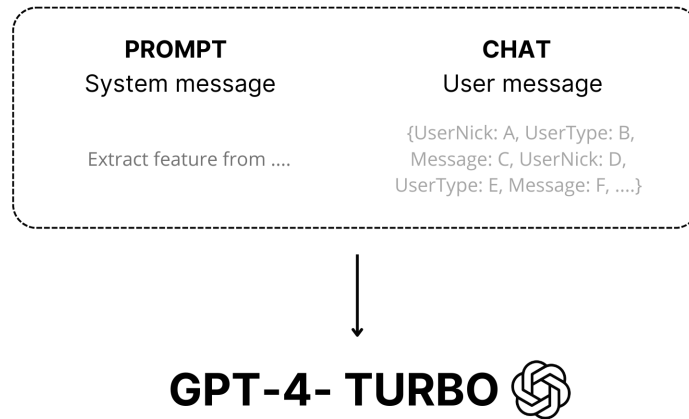 PROMPT
System message
Extract feature from ....
CHAT
User message
{UserNick: A, UserType: B,
Message: C, UserNick: D,
UserType: E, Message: F, ....}
GPT-4- TURBO